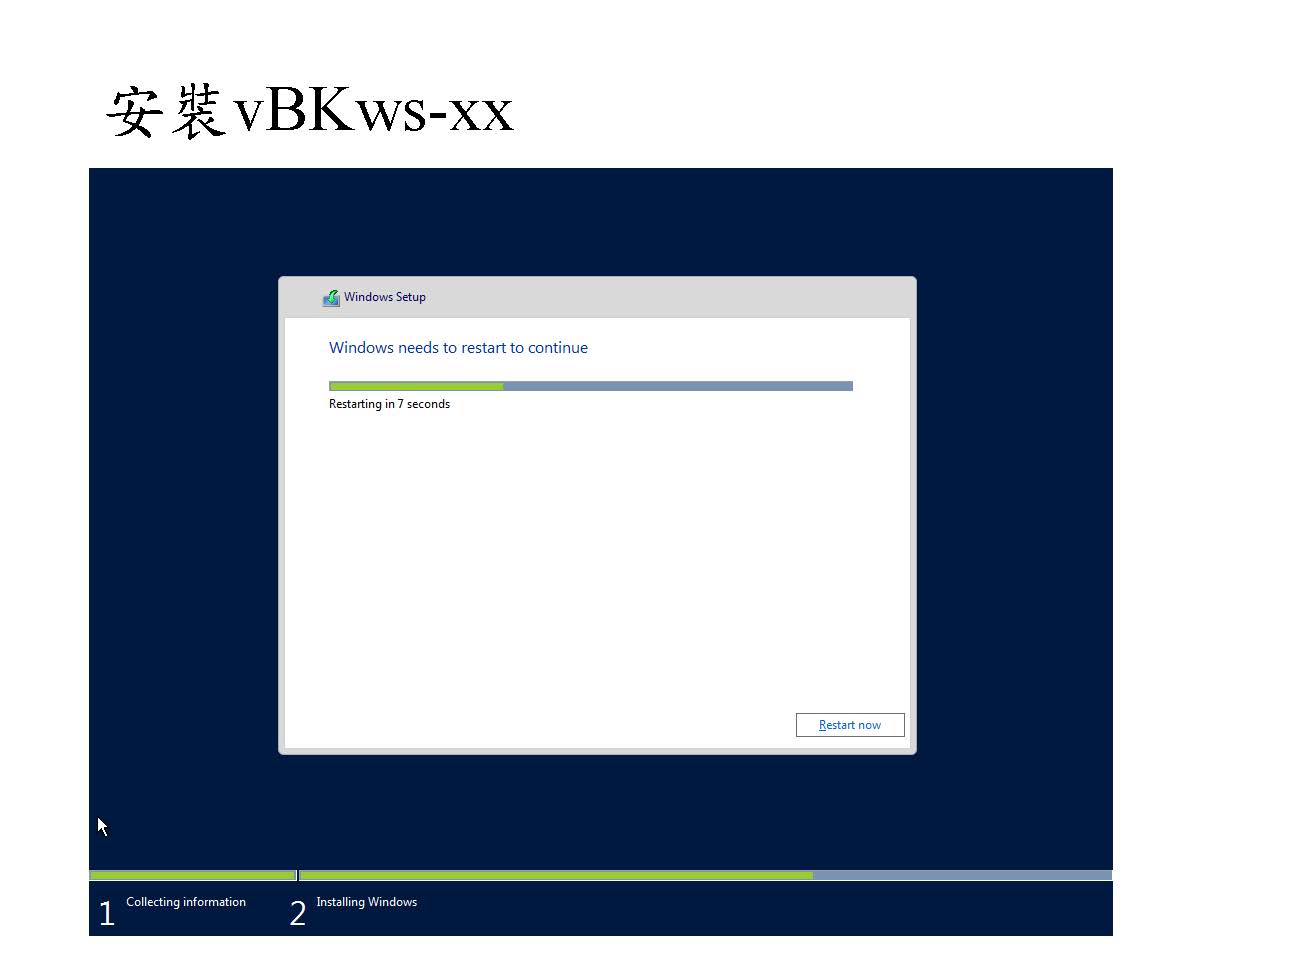 安裝vBKws-xx
Windows Setup
Windows needs to restart to continue
Restarting in 7 seconds
Restart now
1 Collecting information 2 Installing Windows